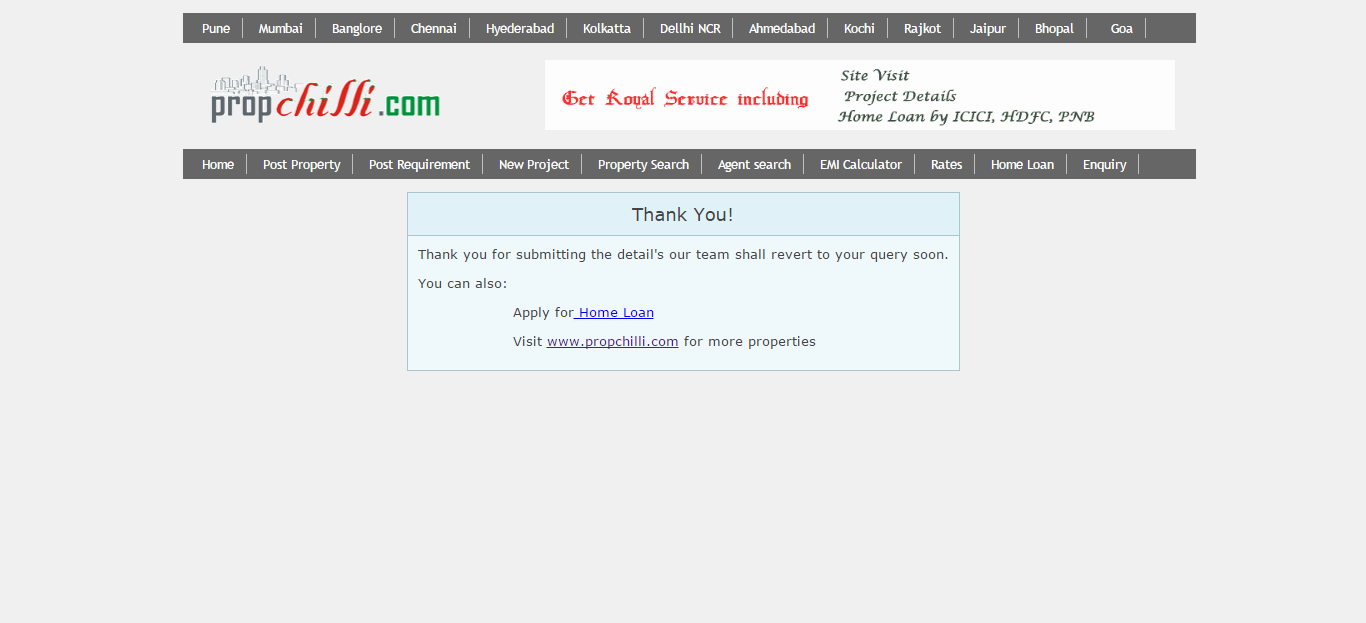 Pune Mumbai Banglore Chennai Hyederabad Kolkatta Dellhi NCR Ahmedabad Kochi Rajkot Jaipur Bhopal Goa
propchilli.com
Get Royal Service including
Site Visit
Project Details
Home Loan by ICICI, HDFC, PNB
Home Post Property Post Requirement New Project Property Search Agent search EMI Calculator Rates Home Loan Enquiry
Thank You!
Thank you for submitting the detail's our team shall revert to your query soon.
You can also:
Apply for Home Loan
Visit www.propchilli.com for more properties